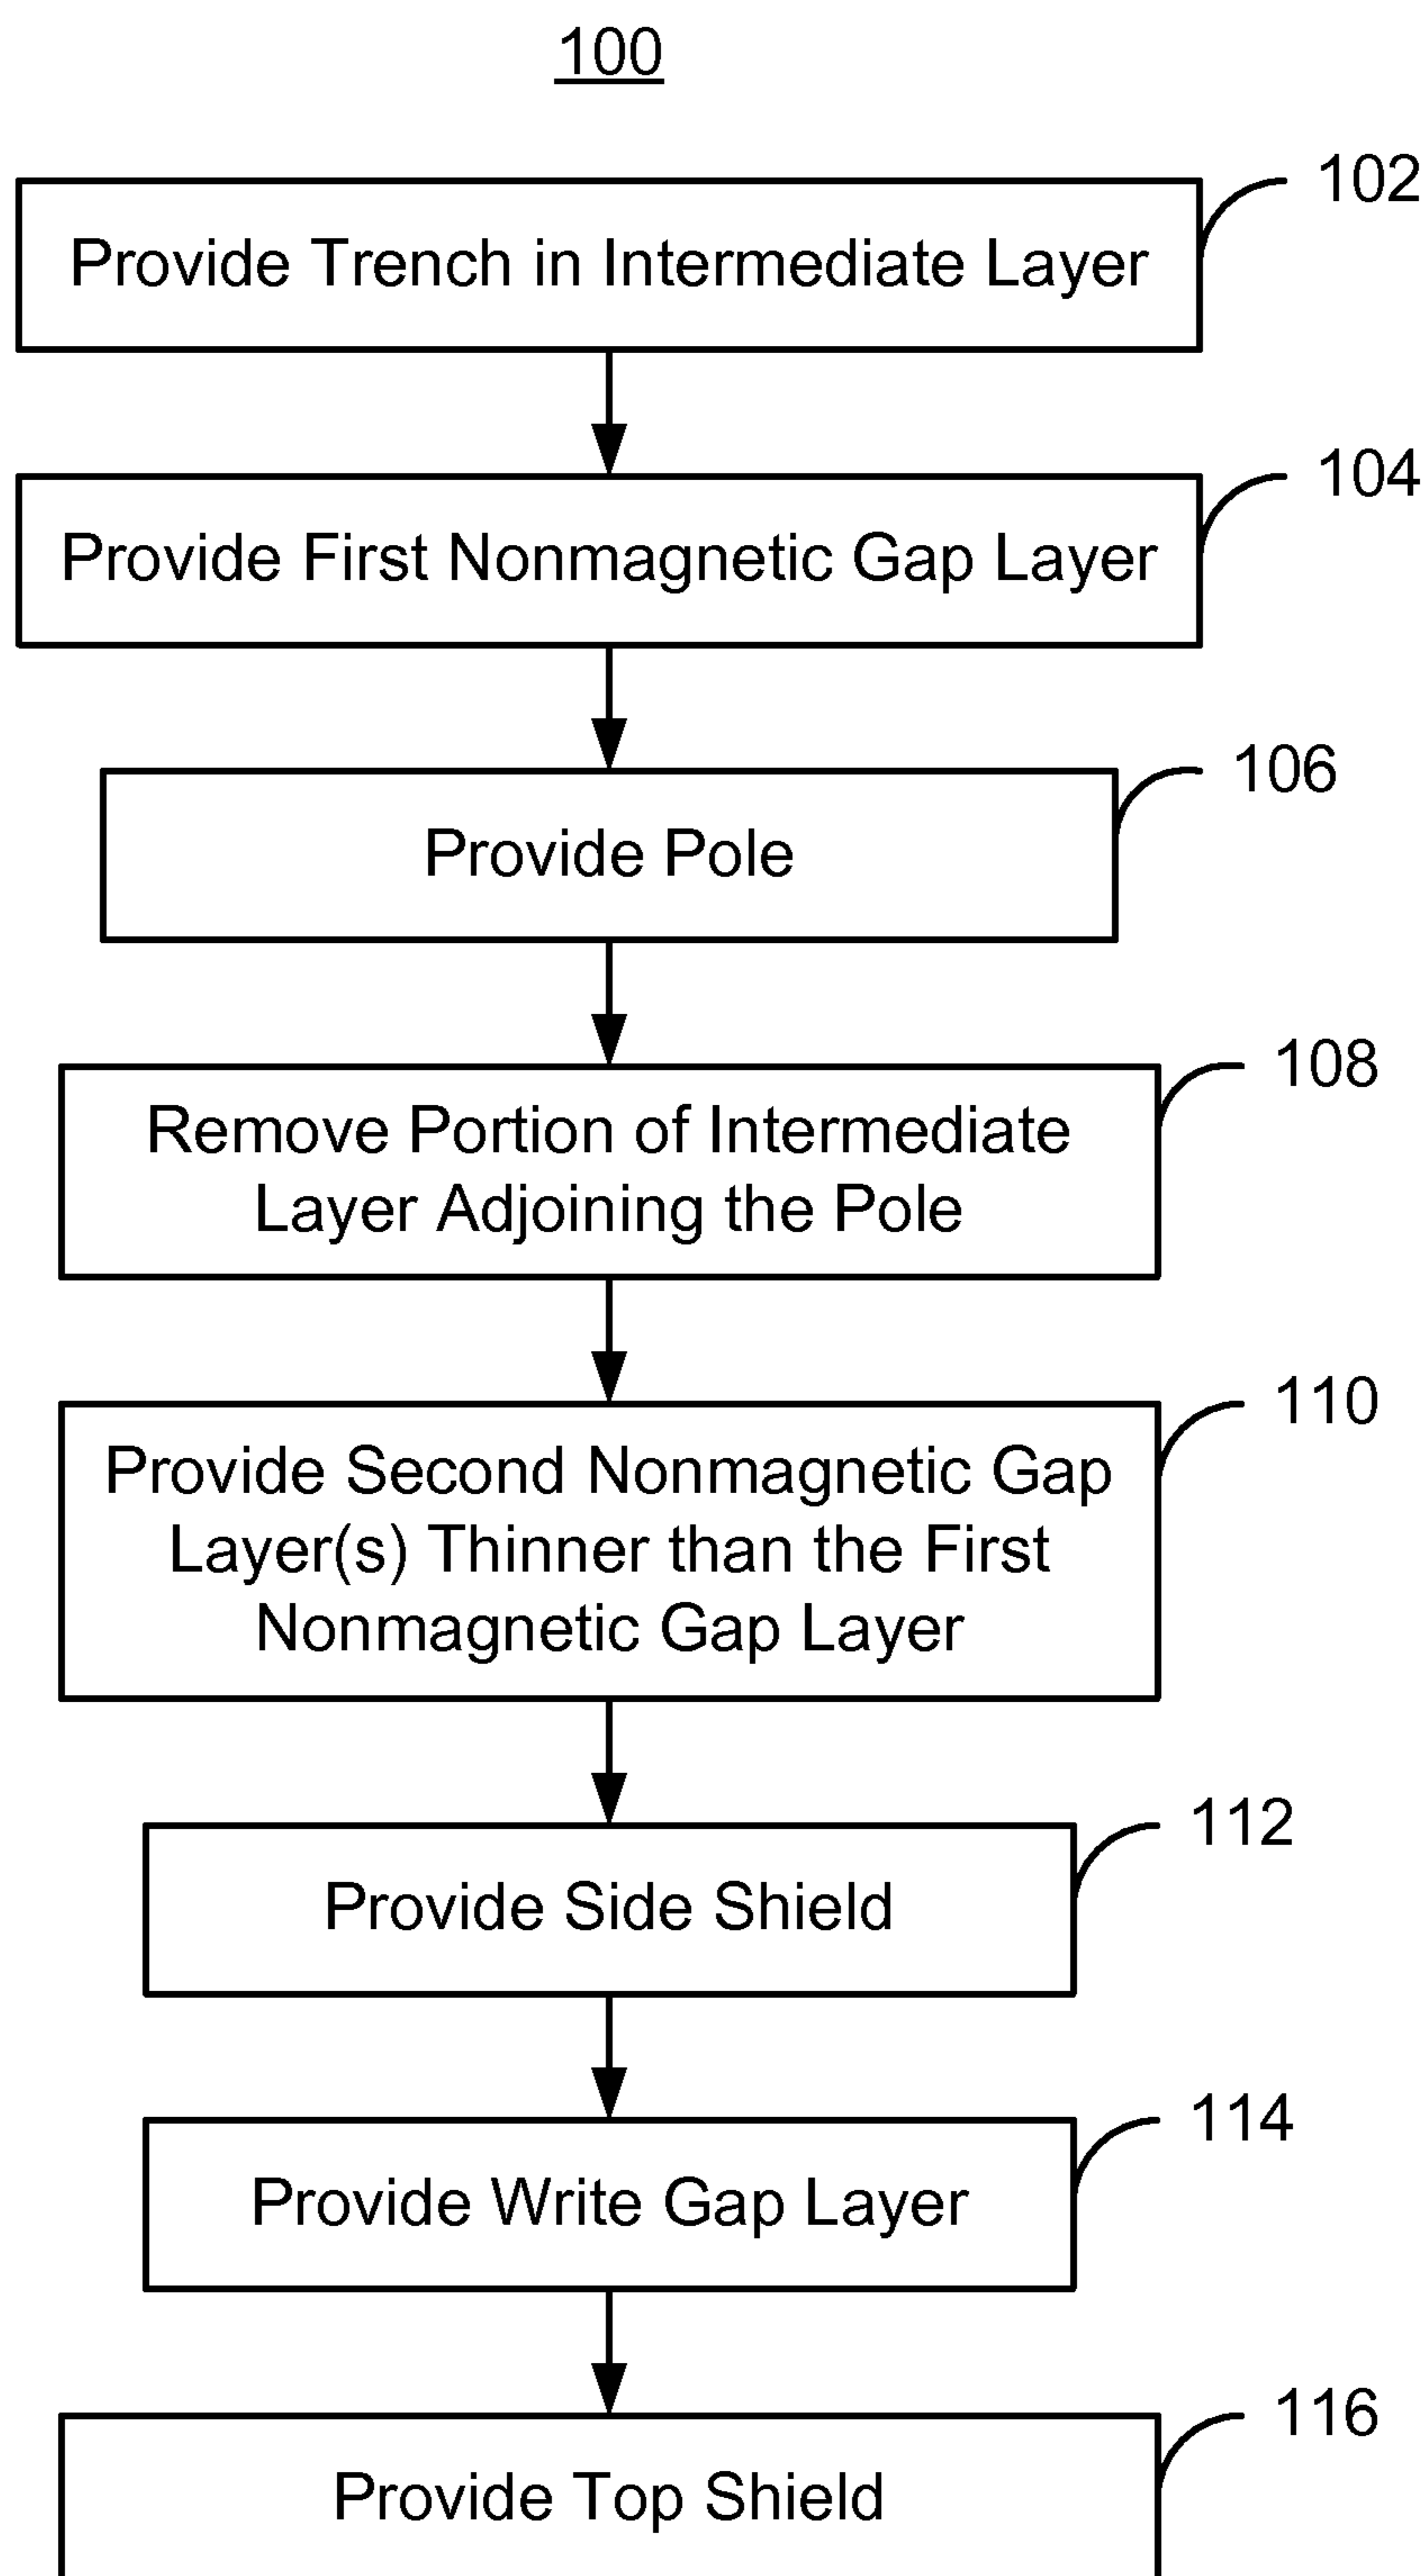 100
102
Provide Trench in Intermediate Layer
104
Provide First Nonmagnetic Gap Layer
106
Provide Pole
108
Remove Portion of Intermediate
Layer Adjoining the Pole
110
Provide Second Nonmagnetic Gap
Layer(s) Thinner than the First
Nonmagnetic Gap Layer
112
Provide Side Shield
114
Provide Write Gap Layer
116
Provide Top Shield